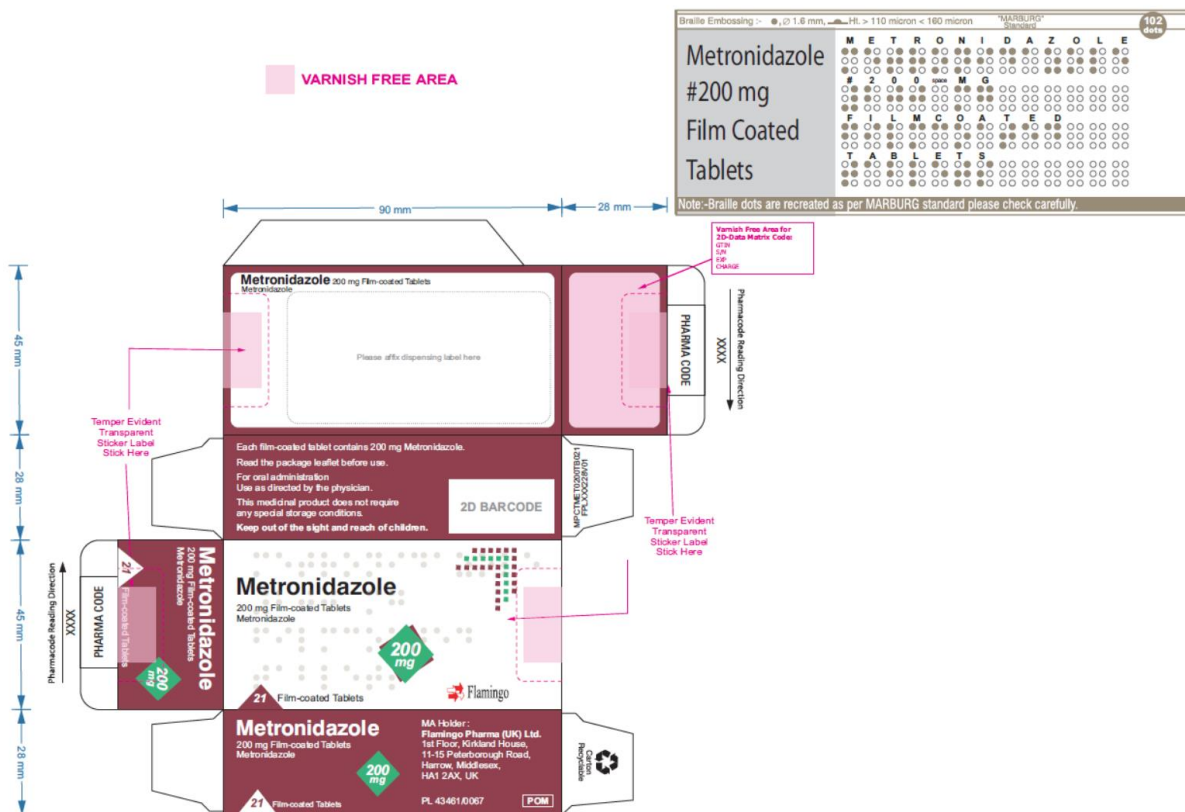 Braille Embossing :- ●,Ø 1.6 mm, Ht. > 110 micron < 160 micron
"MARBURG"
Standard
102
dots
Metronidazole
#200 mg
Film Coated
Tablets
M E T R O N I D A Z O L E
# 2 0 0 space M G
F I L M C O A T E D
T A B L E T S
Note:-Braille dots are recreated as per MARBURG standard please check carefully.
VARNISH FREE AREA
90 mm
28 mm
Varnish Free Area for
2D-Data Matrix Code:
GTIN
S/N
EXP
CHARGE
45 mm
Metronidazole 200 mg Film-coated Tablets
Metronidazole
Please affix dispensing label here
PHARMA CODE
XXXX
Pharmacode Reading Direction
Temper Evident
Transparent
Sticker Label
Stick Here
28 mm
Each film-coated tablet contains 200 mg Metronidazole.
Read the package leaflet before use.
For oral administration
Use as directed by the physician.
This medicinal product does not require
any special storage conditions.
Keep out of the sight and reach of children.
2D BARCODE
Temper Evident
Transparent
Sticker Label
Stick Here
45 mm
Pharmacode Reading Direction
XXXX
PHARMA CODE
Metronidazole
200 mg Film-coated Tablets
Metronidazole
21 Film-coated Tablets
200
mg
Metronidazole
200 mg Film-coated Tablets
Metronidazole
200
mg
21 Film-coated Tablets
Flamingo
28 mm
Metronidazole
200 mg Film-coated Tablets
Metronidazole
200
mg
21 Film-coated Tablets
MA Holder :
Flamingo Pharma (UK) Ltd.
1st Floor, Kirkland House,
11-15 Peterborough Road,
Harrow, Middlesex,
HA1 2AX, UK
PL 43461/0067
POM
Carton
Recyclable